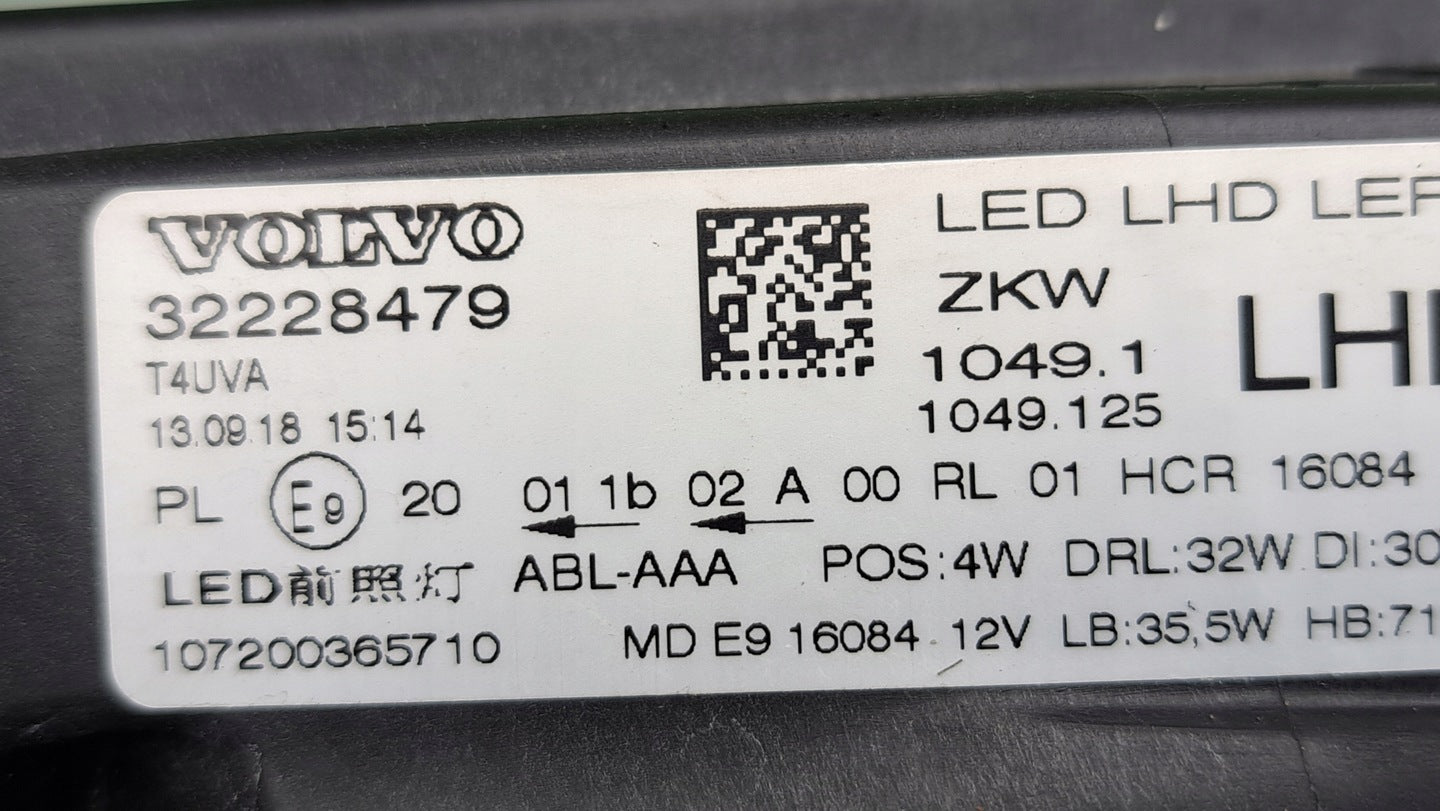 VOLVO
32228479
T4UVA
13.09.18 15:14
LED LHD
ZKW
1049.1
1049.125
PL E9 20 01 1b 02 A 00 RL 01 HCR 16084
LED前照灯 ABL-AAA POS:4W DRL:32W DI:30
107200365710 MD E9 16084 12V LB:35,5W HB:71